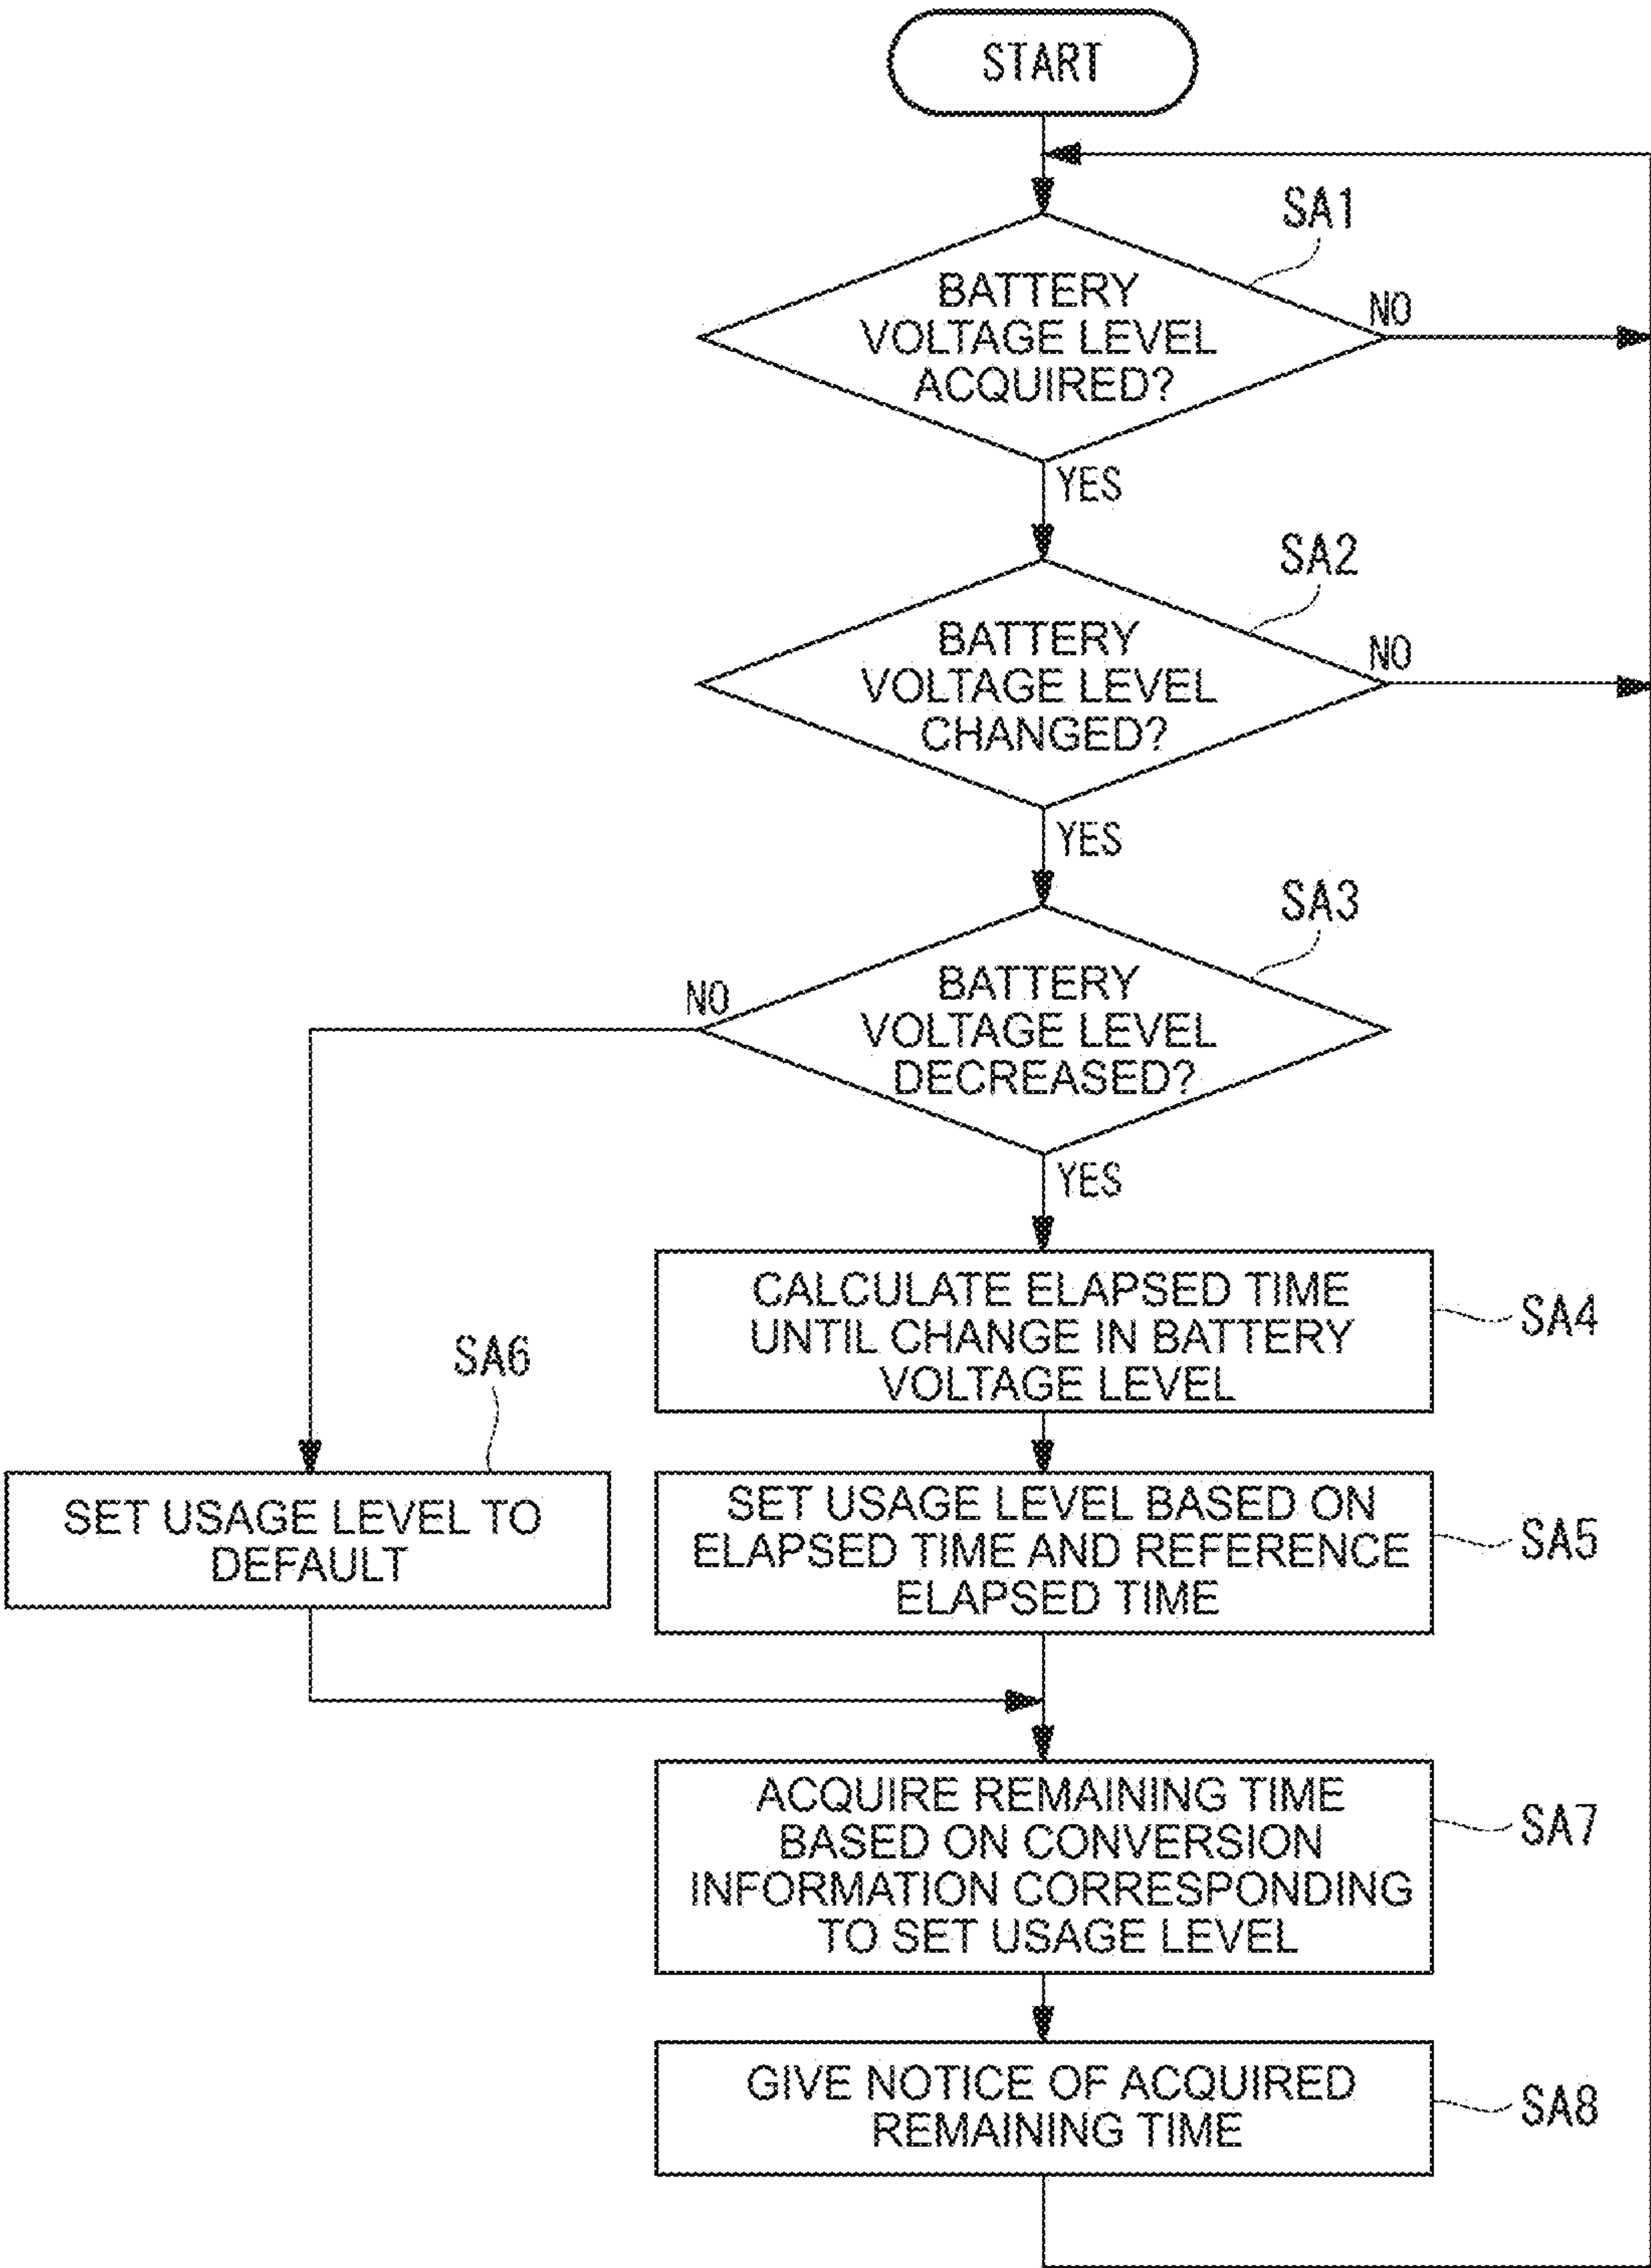 START
SA1
BATTERY
VOLTAGE LEVEL
ACQUIRED?
NO
YES
SA2
BATTERY
VOLTAGE LEVEL
CHANGED?
NO
YES
SA3
BATTERY
VOLTAGE LEVEL
DECREASED?
NO
YES
CALCULATE ELAPSED TIME
UNTIL CHANGE IN BATTERY
VOLTAGE LEVEL
SA4
SA6
SET USAGE LEVEL TO
DEFAULT
SET USAGE LEVEL BASED ON
ELAPSED TIME AND REFERENCE
ELAPSED TIME
SA5
ACQUIRE REMAINING TIME
BASED ON CONVERSION
INFORMATION CORRESPONDING
TO SET USAGE LEVEL
SA7
GIVE NOTICE OF ACQUIRED
REMAINING TIME
SA8